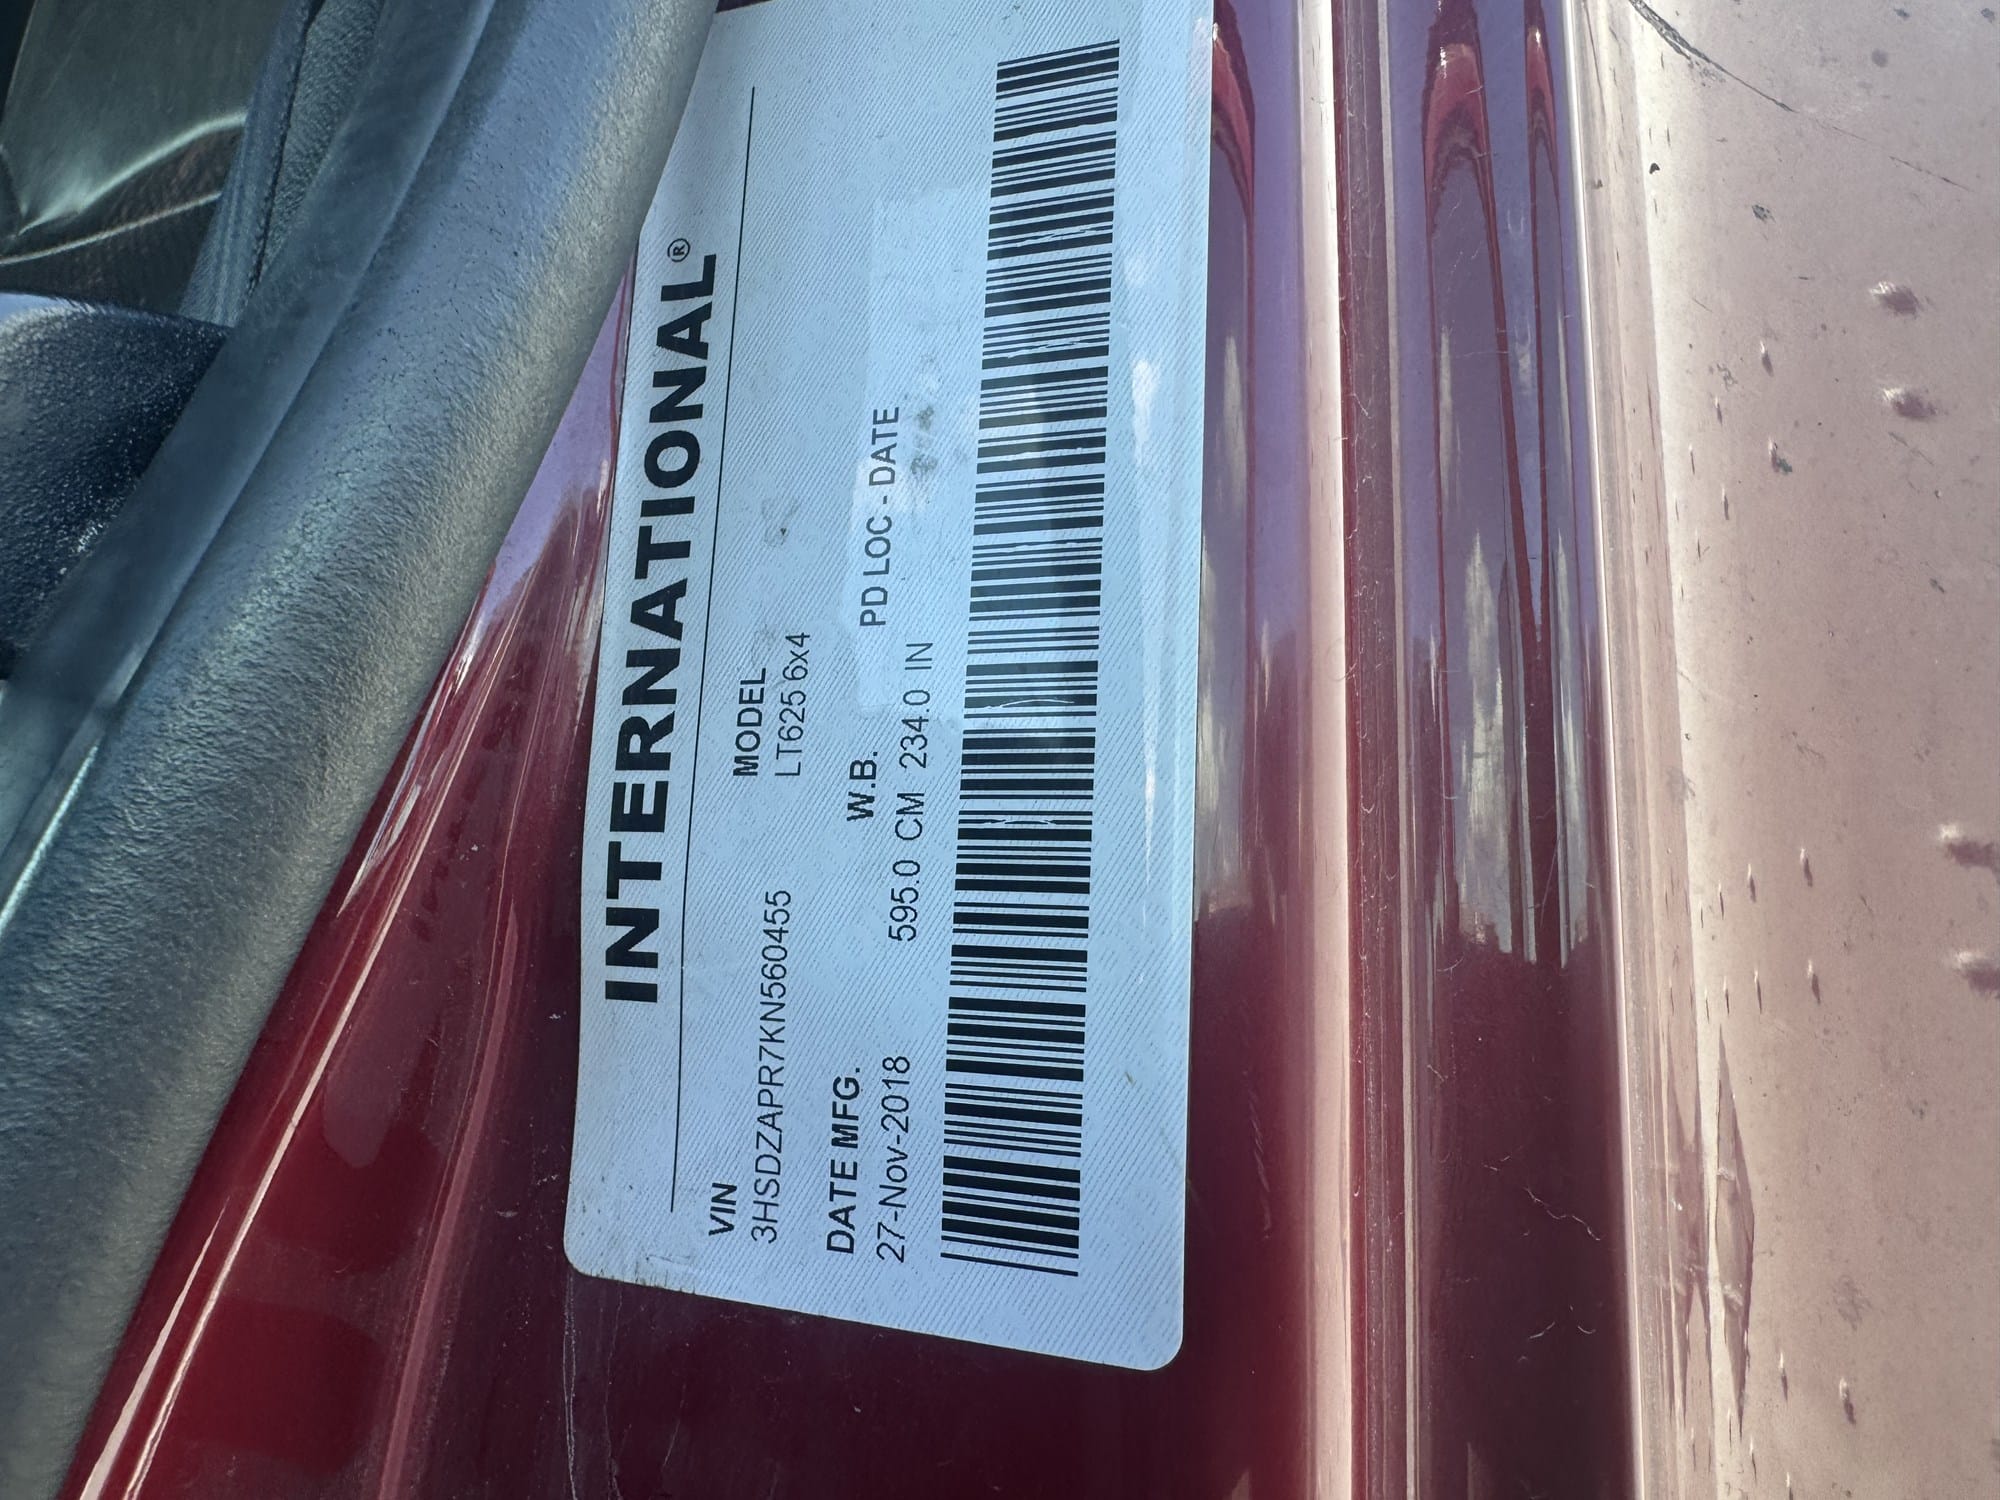 INTERNATIONAL®
VIN MODEL
3HSDZAPR7KN560455 LT625 6x4
DATE MFG. W.B. PD LOC - DATE
27-Nov-2018 595.0 CM 234.0 IN